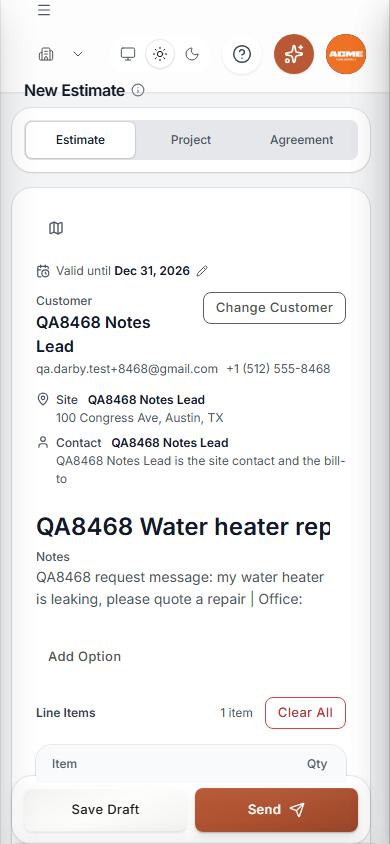 ACME
New Estimate
Estimate
Project
Agreement
Valid until Dec 31, 2026
Customer
Change Customer
QA8468 Notes
Lead
qa.darby.test+8468@gmail.com +1 (512) 555-8468
Site QA8468 Notes Lead
100 Congress Ave, Austin, TX
Contact QA8468 Notes Lead
QA8468 Notes Lead is the site contact and the bill-
to
QA8468 Water heater rep
Notes
QA8468 request message: my water heater
is leaking, please quote a repair | Office:
Add Option
Line Items
1 item
Clear All
Item
Qty
Save Draft
Send